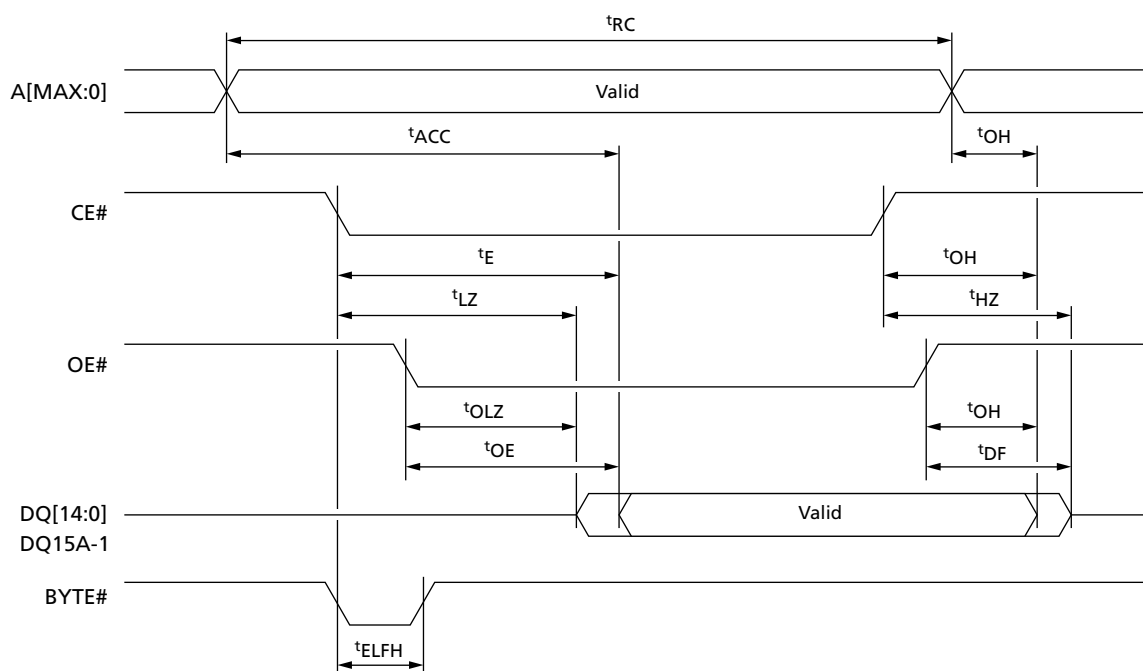 tRC
A[MAX:0] Valid
tACC tOH
CE#
tE tOH
tLZ tHZ
OE#
tOLZ tOH
tOE tDF
DQ[14:0] Valid
DQ15A-1
BYTE#
tELFH